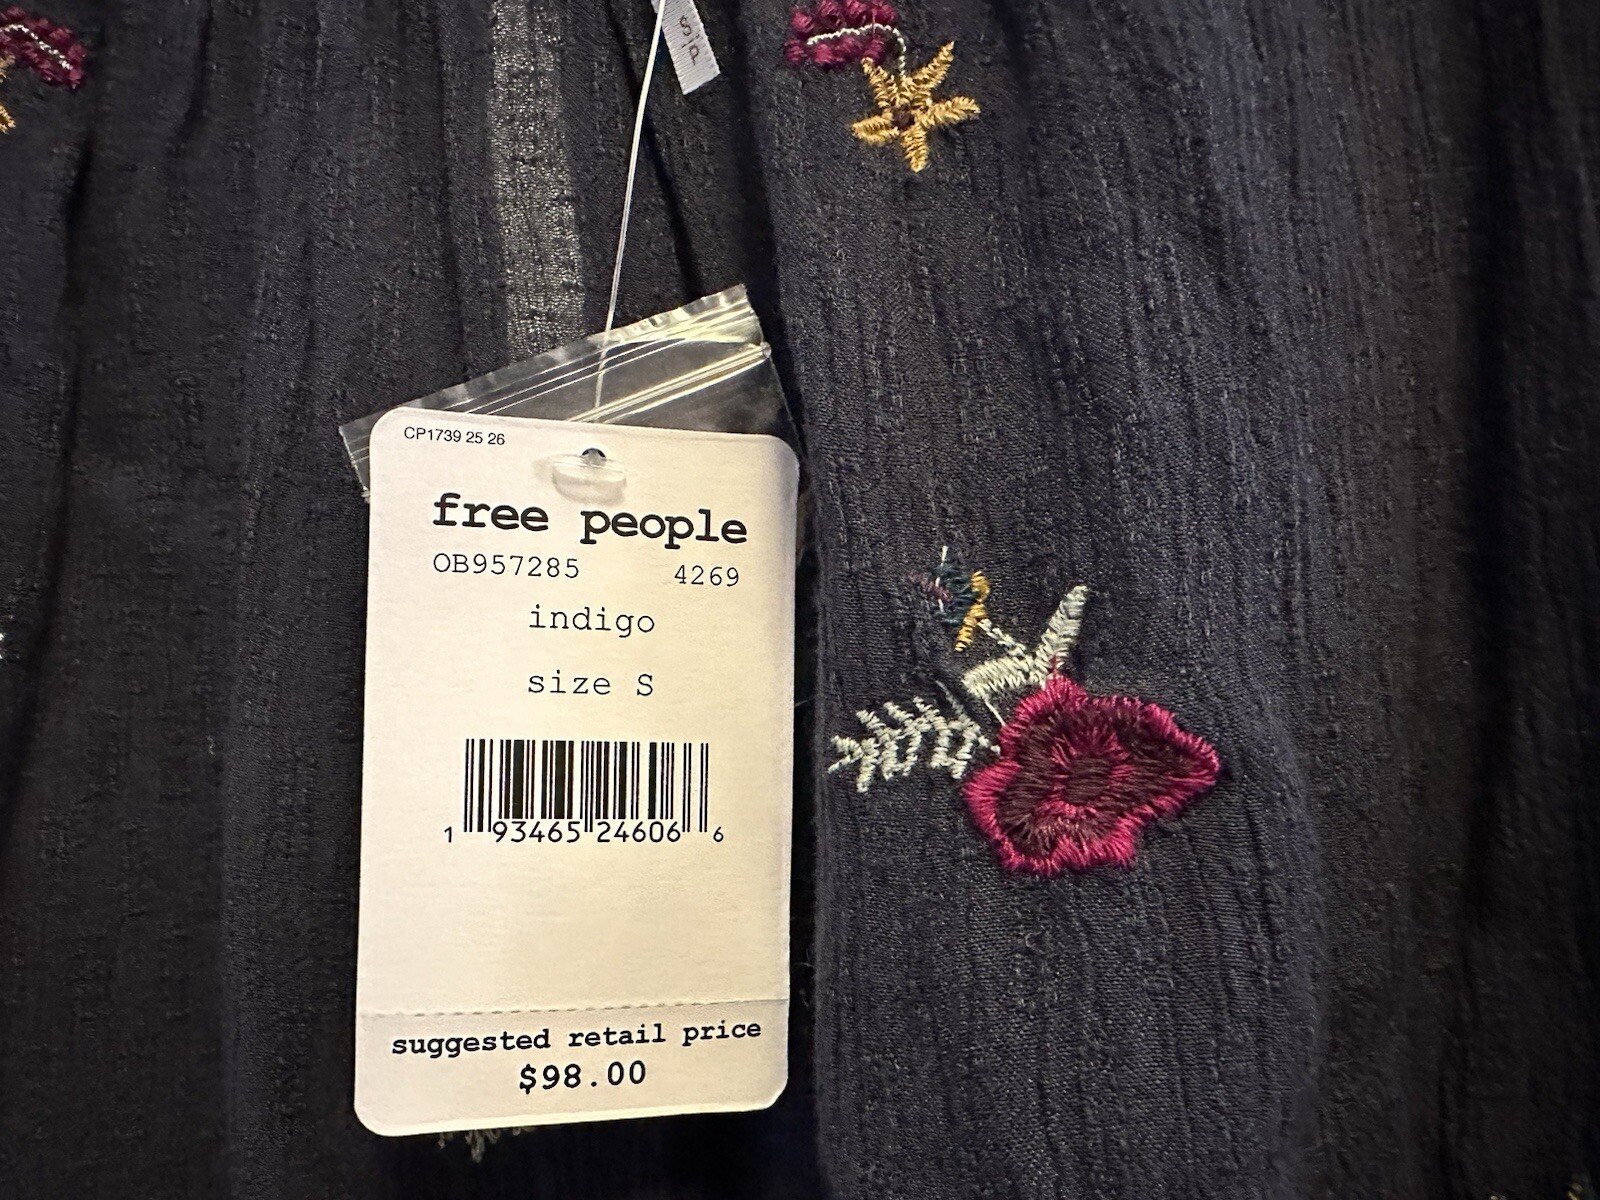 S/P
CP1739 25 26
free people
OB957285 4269
indigo
size S
1 93465 24606 6
suggested retail price
$98.00